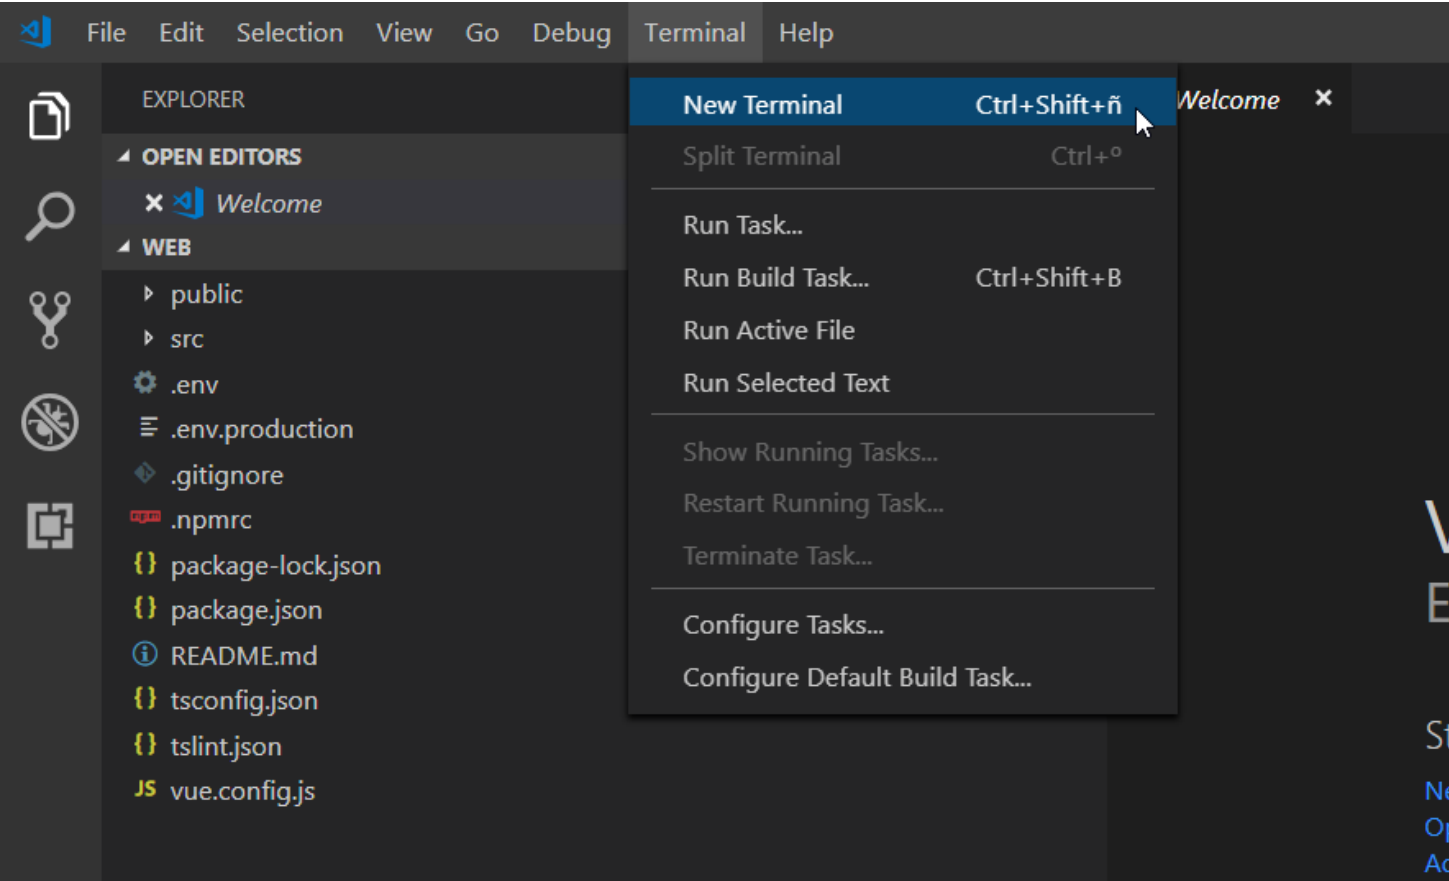 File Edit Selection View Go Debug Terminal Help
EXPLORER
OPEN EDITORS
Welcome
WEB
public
src
.env
.env.production
.gitignore
.npmrc
package-lock.json
package.json
README.md
tsconfig.json
tslint.json
JS vue.config.js
New Terminal Ctrl+Shift+ñ
Split Terminal Ctrl+º
Run Task...
Run Build Task... Ctrl+Shift+B
Run Active File
Run Selected Text
Show Running Tasks...
Restart Running Task...
Terminate Task...
Configure Tasks...
Configure Default Build Task...
Welcome